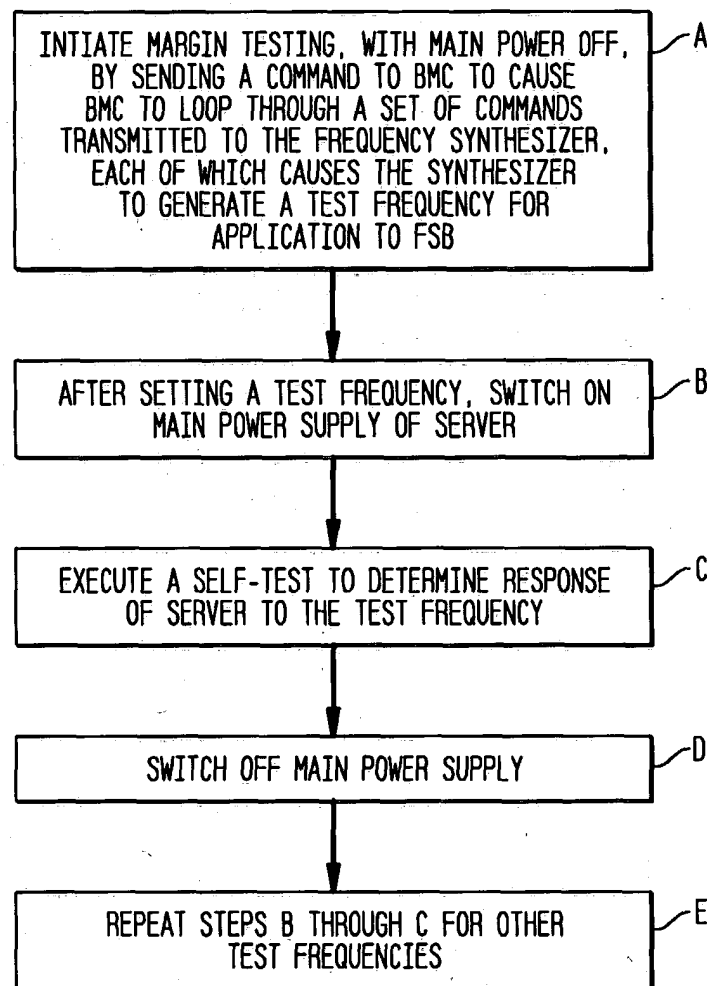 INTIATE MARGIN TESTING, WITH MAIN POWER OFF,
BY SENDING A COMMAND TO BMC TO CAUSE
BMC TO LOOP THROUGH A SET OF COMMANDS
TRANSMITTED TO THE FREQUENCY SYNTHESIZER,
EACH OF WHICH CAUSES THE SYNTHESIZER
TO GENERATE A TEST FREQUENCY FOR
APPLICATION TO FSB
A
AFTER SETTING A TEST FREQUENCY, SWITCH ON
MAIN POWER SUPPLY OF SERVER
B
EXECUTE A SELF-TEST TO DETERMINE RESPONSE
OF SERVER TO THE TEST FREQUENCY
C
SWITCH OFF MAIN POWER SUPPLY
D
REPEAT STEPS B THROUGH C FOR OTHER
TEST FREQUENCIES
E